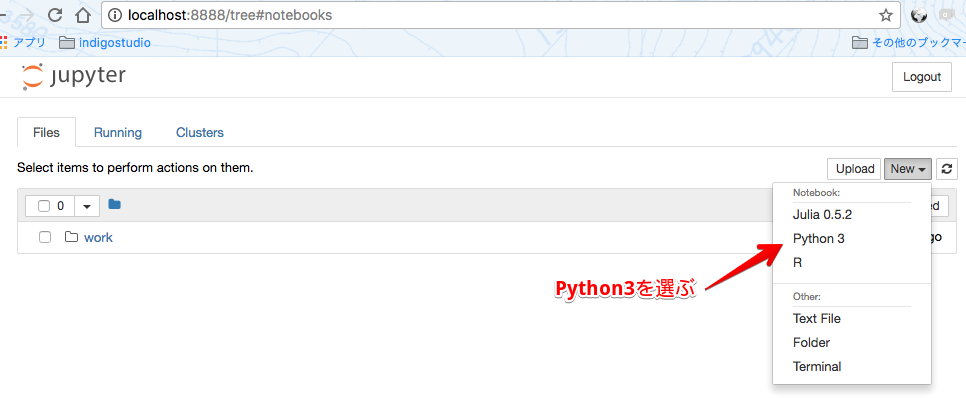 localhost:8888/tree#notebooks
アプリ indigostudio その他のブックマー
jupyter Logout
Files Running Clusters
Select items to perform actions on them. Upload New
0
Notebook:
Julia 0.5.2
work
Python 3
R
Python3を選ぶ
Other:
Text File
Folder
Terminal